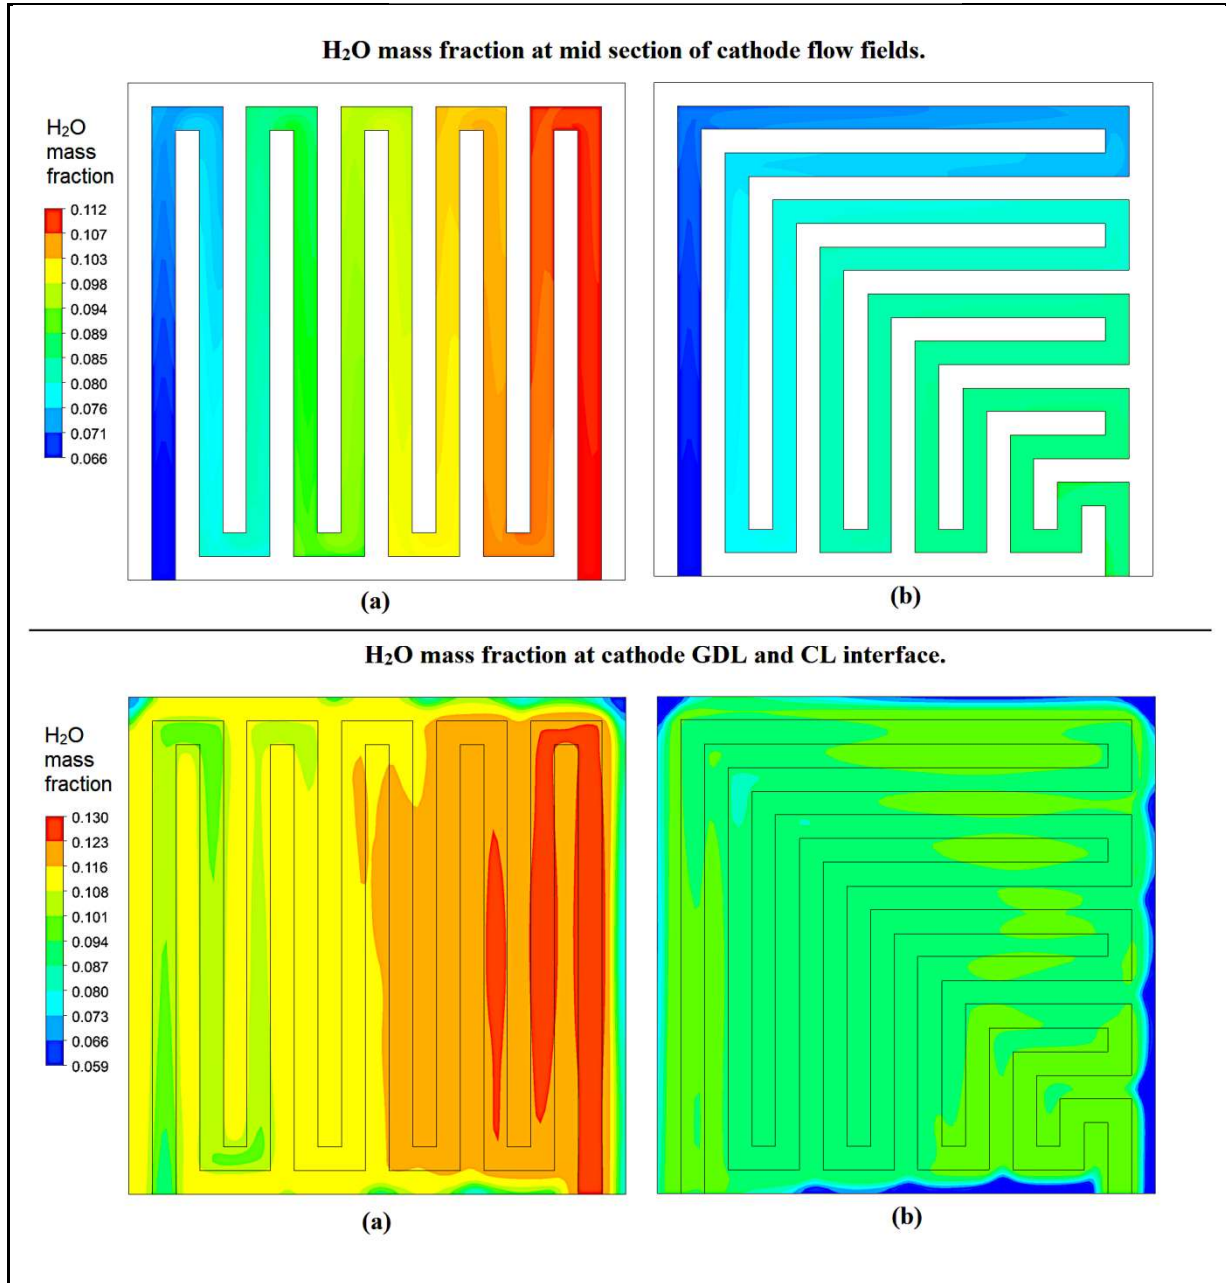 H₂O mass fraction at mid section of cathode flow fields.
H₂O
mass
fraction
0.112
0.107
0.103
0.098
0.094
0.089
0.085
0.080
0.076
0.071
0.066
(a)
(b)
H₂O mass fraction at cathode GDL and CL interface.
H₂O
mass
fraction
0.130
0.123
0.116
0.108
0.101
0.094
0.087
0.080
0.073
0.066
0.059
(a)
(b)